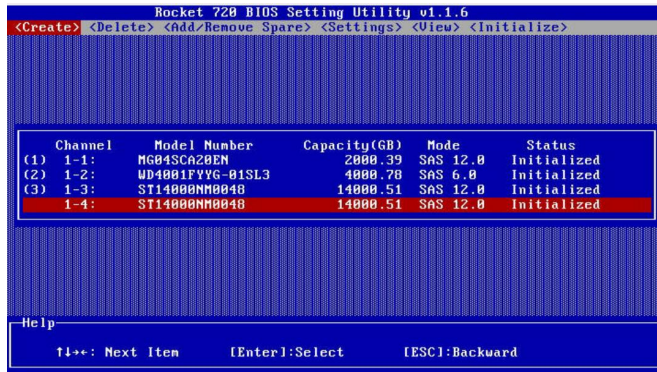 Rocket 720 BIOS Setting Utility v1.1.6
<Create> <Delete> <Add/Remove Spare> <Settings> <View> <Initialize>
Channel Model Number Capacity(GB) Mode Status
(1) 1-1: MG04SCA20EN 2000.39 SAS 12.0 Initialized
(2) 1-2: WD4001FYYG-01SL3 4000.78 SAS 6.0 Initialized
(3) 1-3: ST14000NM0048 14000.51 SAS 12.0 Initialized
1-4: ST14000NM0048 14000.51 SAS 12.0 Initialized
Help
↑↓→←: Next Item [Enter]:Select [ESC]:Backward